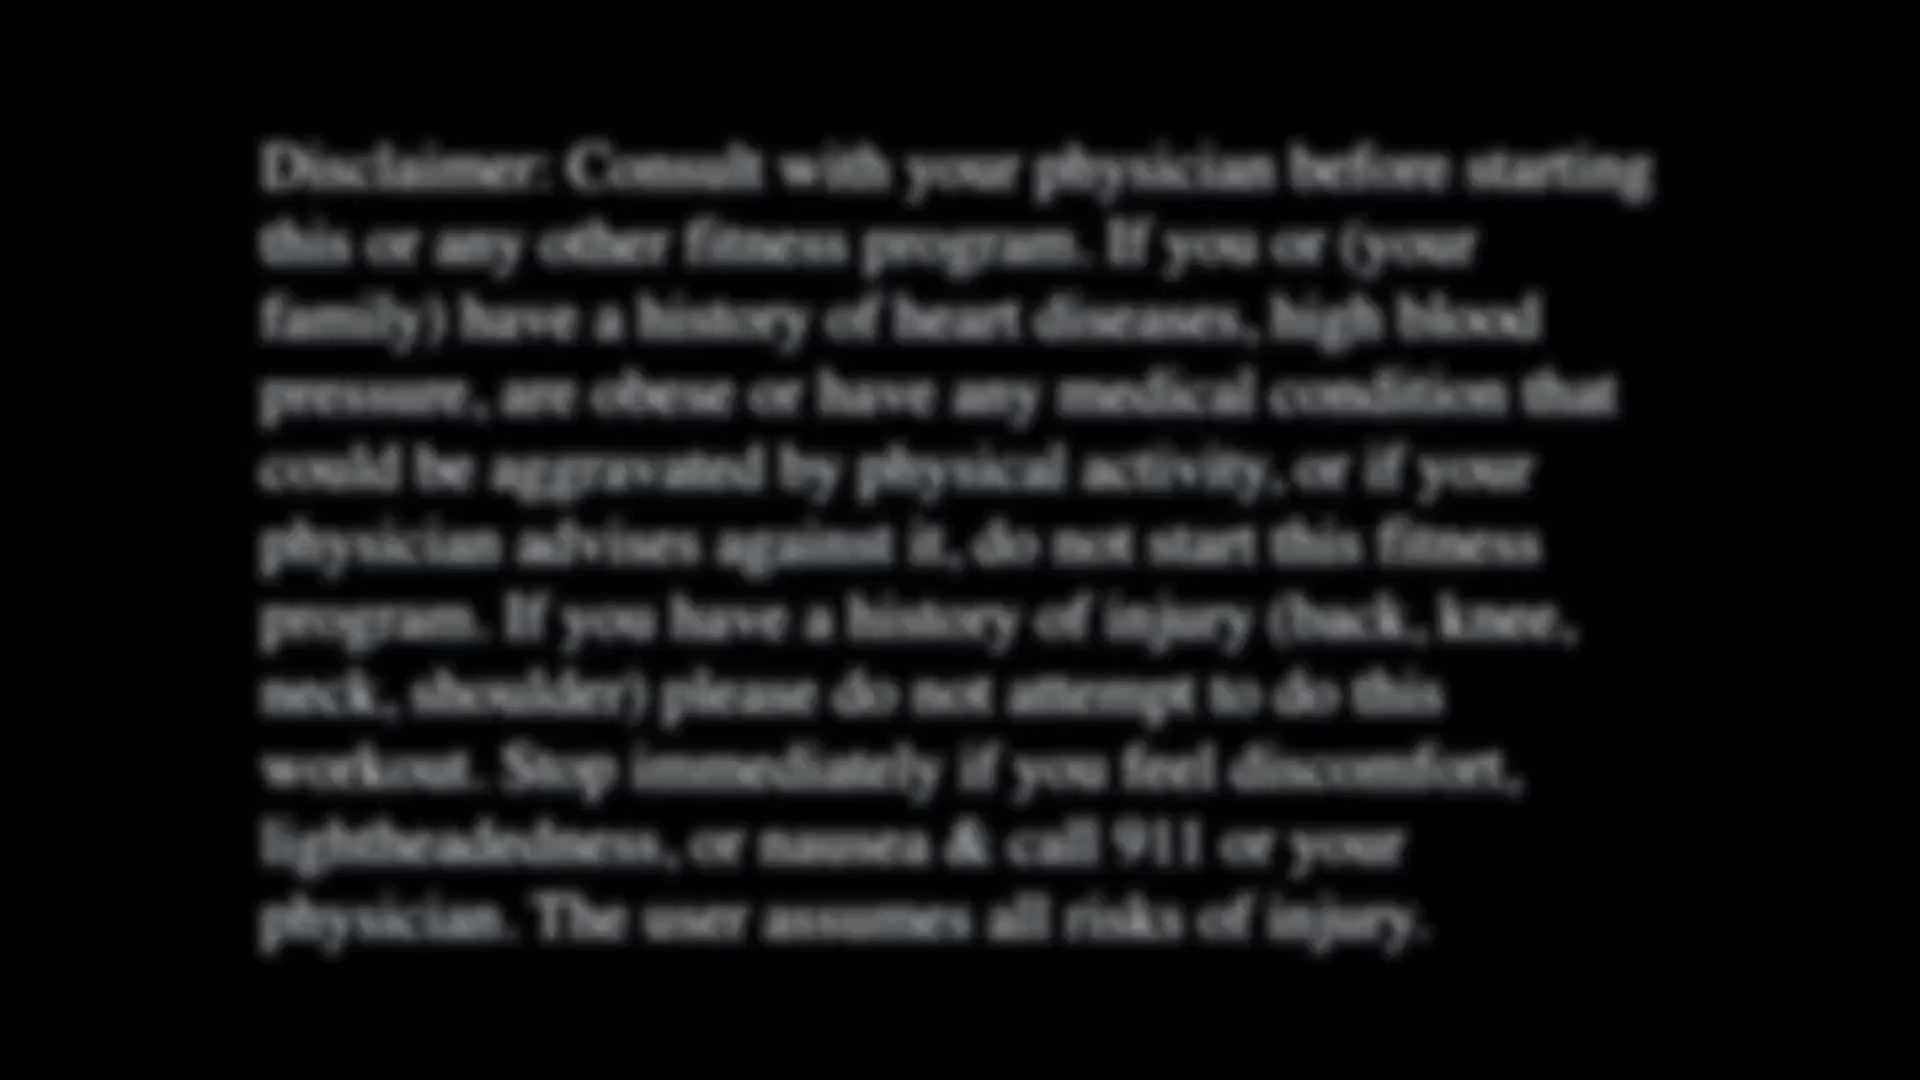 Disclaimer: Consult with your physician before starting
this or any other fitness program. If you or (your
family) have a history of heart diseases, high blood
pressure, are obese or have any medical condition that
could be aggravated by physical activity, or if your
physician advises against it, do not start this fitness
program. If you have a history of injury (back, knee,
neck, shoulder) please do not attempt to do this
workout. Stop immediately if you feel discomfort,
lightheadedness, or nausea & call 911 or your
physician. The user assumes all risks of injury.